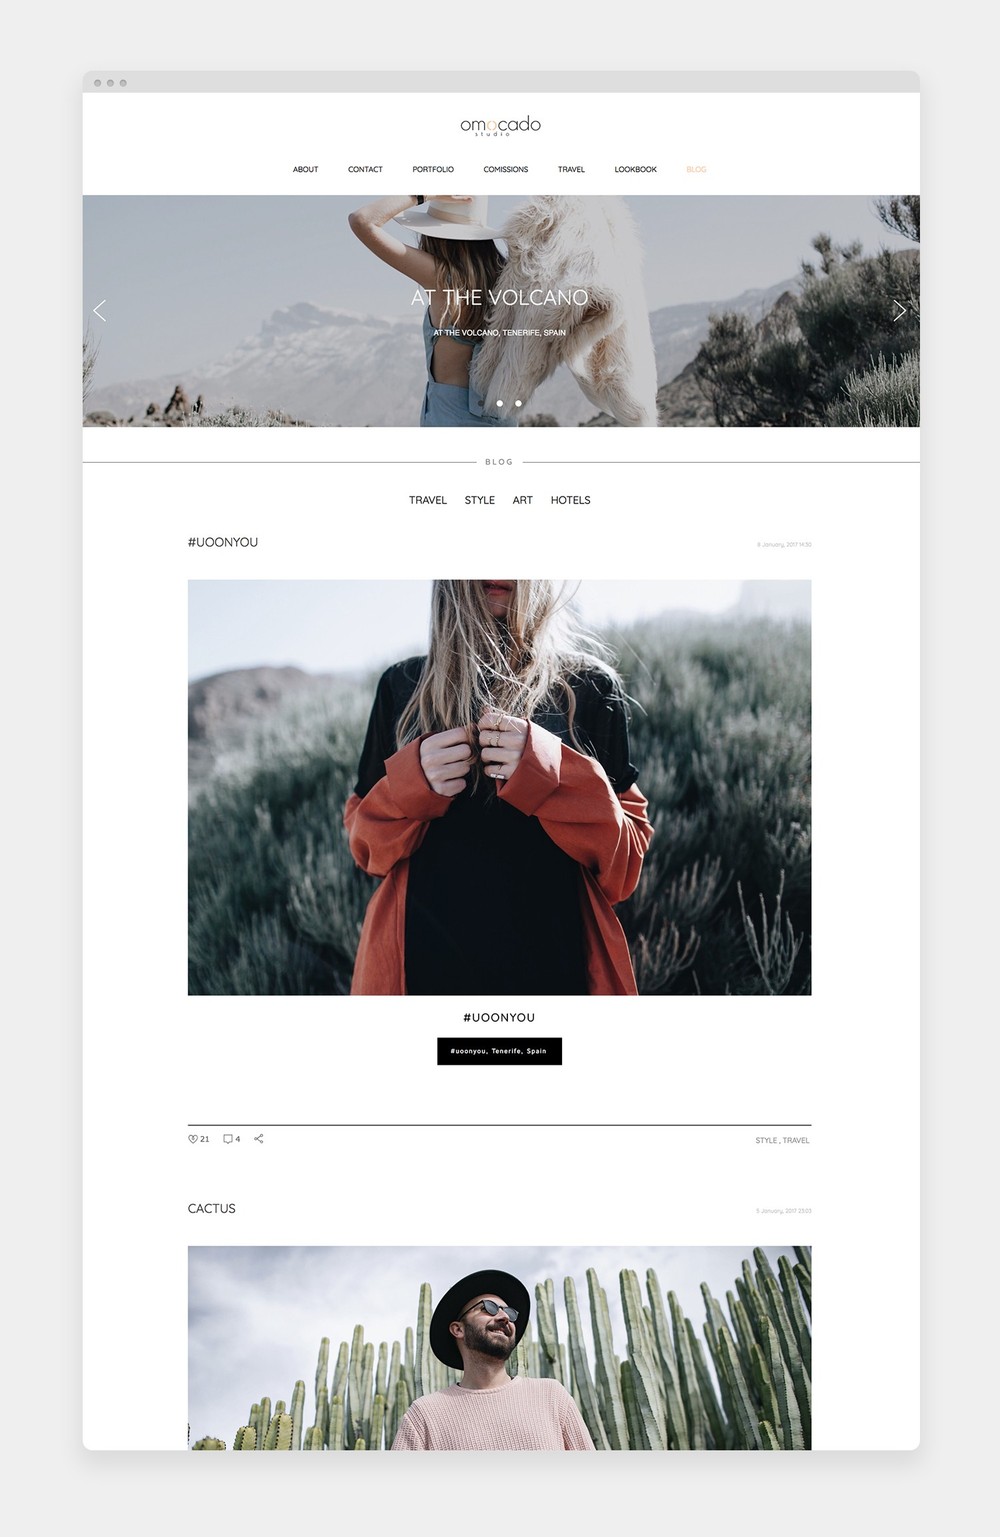 omocado
studio
ABOUT CONTACT PORTFOLIO COMISSIONS TRAVEL LOOKBOOK BLOG
AT THE VOLCANO
AT THE VOLCANO, TENERIFE, SPAIN
BLOG
TRAVEL STYLE ART HOTELS
#UOONYOU 8 January, 2017 14:50
#UOONYOU
#uoonyou, Tenerife, Spain
21 4 STYLE , TRAVEL
CACTUS 5 January, 2017 23:03